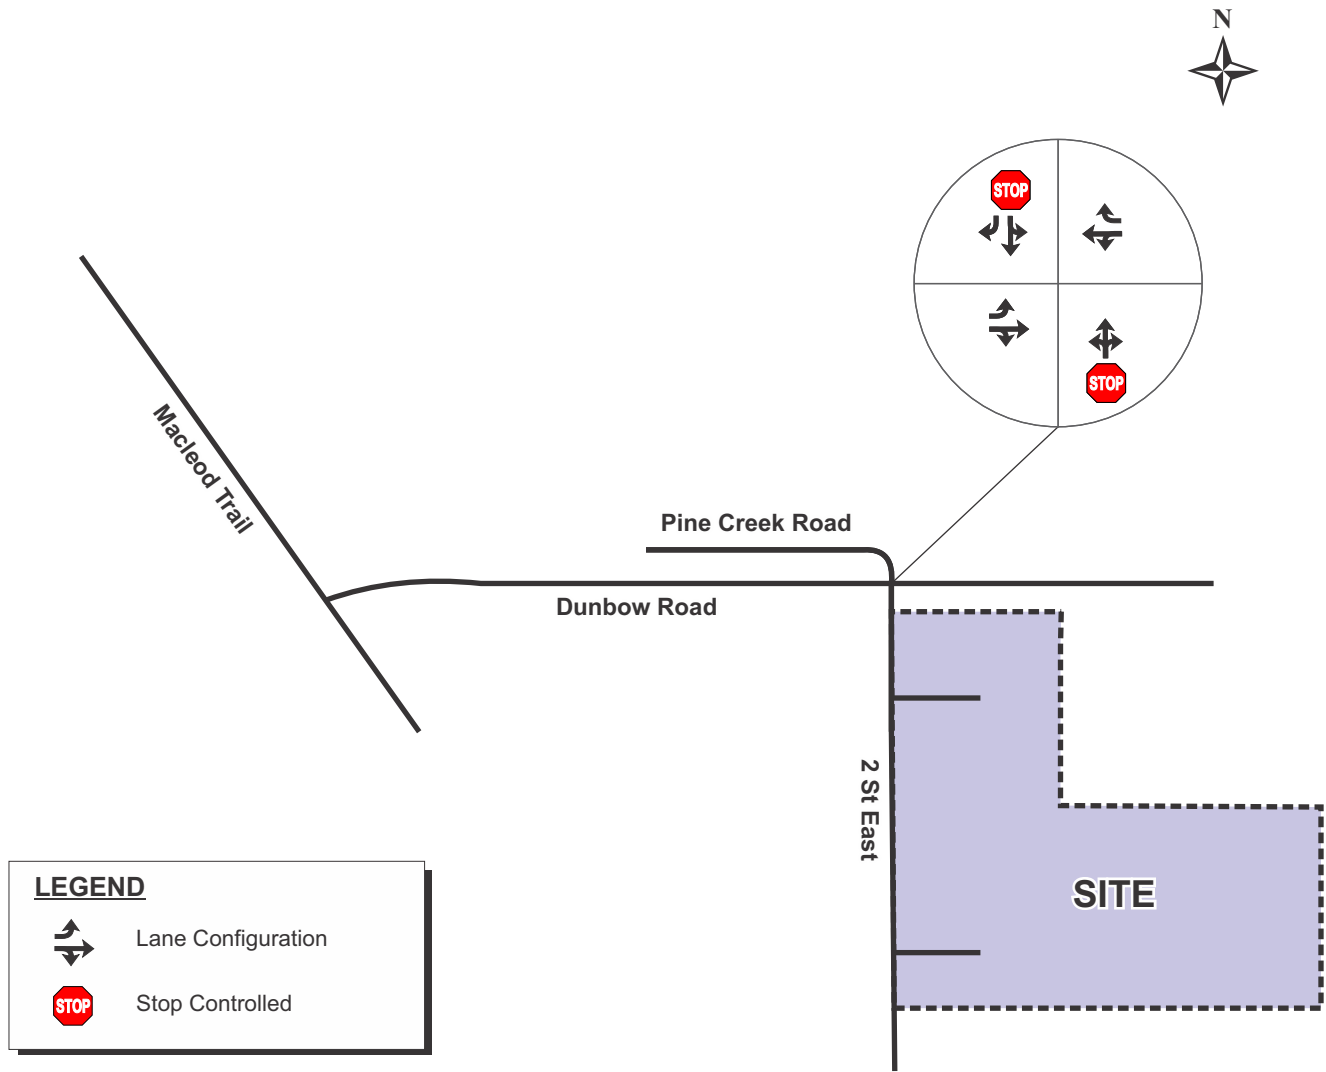 N
STOP
STOP
Macleod Trail
Pine Creek Road
Dunbow Road
2 St East
SITE
LEGEND
Lane Configuration
STOP
Stop Controlled